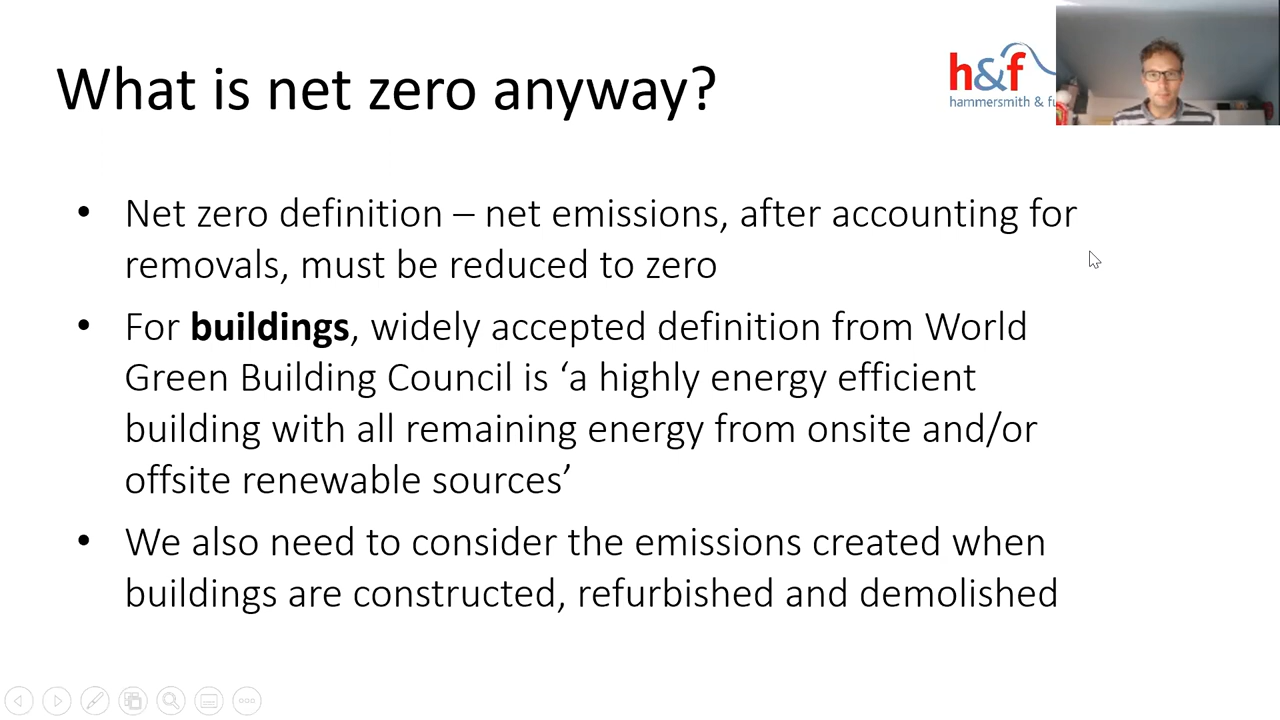 What is net zero anyway?
h&f
hammersmith &
• Net zero definition – net emissions, after accounting for
removals, must be reduced to zero
• For buildings, widely accepted definition from World
Green Building Council is ‘a highly energy efficient
building with all remaining energy from onsite and/or
offsite renewable sources’
• We also need to consider the emissions created when
buildings are constructed, refurbished and demolished